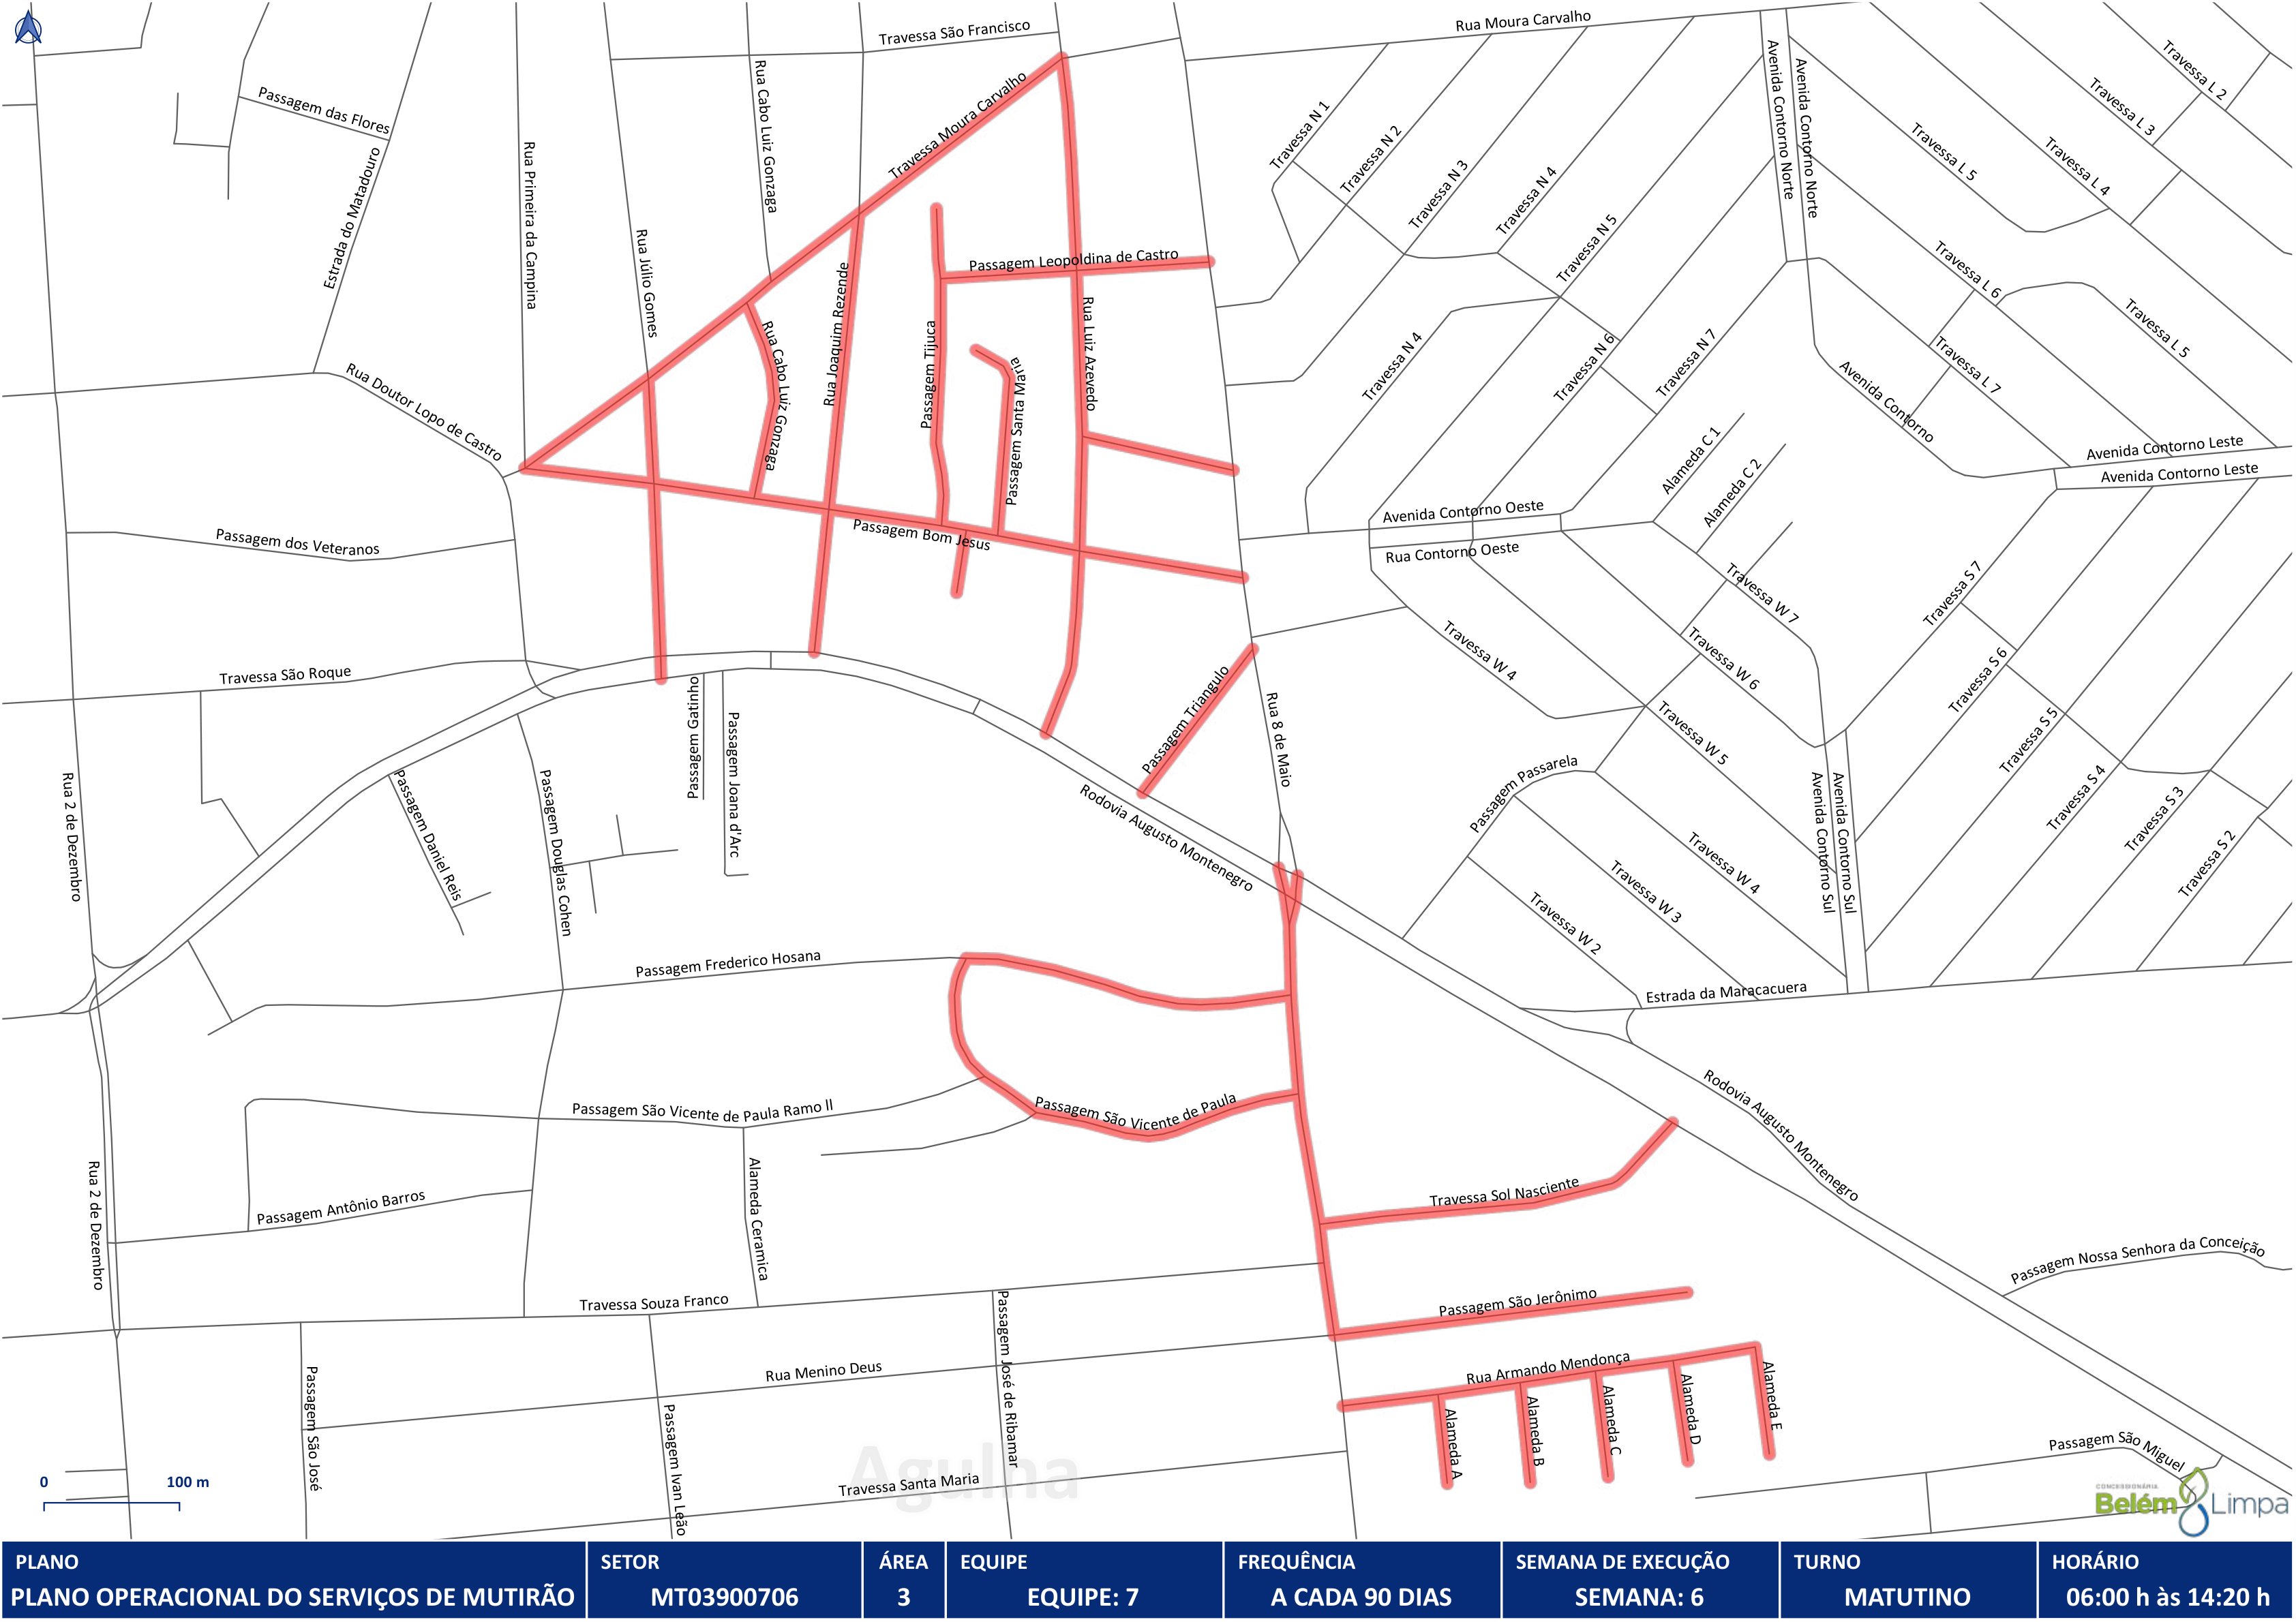 Travessa São Francisco
Rua Moura Carvalho
Travessa L 2
Travessa L 3
Passagem das Flores
Rua Cabo Luiz Gonzaga
Travessa Moura Carvalho
Avenida Contorno Norte
Avenida Contorno Norte
Travessa N 1
Travessa N 2
Travessa N 3
Travessa N 4
Travessa L 5
Travessa L 4
Estrada do Matadouro
Rua Primeira da Campina
Rua Júlio Gomes
Passagem Leopoldina de Castro
Travessa N 5
Travessa L 6
Rua Joaquim Rezende
Rua Cabo Luiz Gonzaga
Passagem Tijuca
Passagem Santa Maria
Rua Luiz Azevedo
Travessa N 4
Travessa N 6
Travessa N 7
Travessa L 7
Travessa L 5
Avenida Contorno
Rua Doutor Lopo de Castro
Alameda C 1
Alameda C 2
Avenida Contorno Leste
Avenida Contorno Leste
Avenida Contorno Oeste
Rua Contorno Oeste
Passagem dos Veteranos
Passagem Bom Jesus
Travessa W 7
Travessa S 7
Travessa W 4
Travessa W 6
Travessa S 6
Travessa São Roque
Passagem Gatinho
Passagem Joana d'Arc
Passagem Triangulo
Rua 8 de Maio
Travessa W 5
Travessa S 5
Passagem Passarela
Rua 2 de Dezembro
Passagem Daniel Reis
Passagem Douglas Cohen
Rodovia Augusto Montenegro
Travessa W 4
Travessa W 3
Travessa W 2
Avenida Contorno Sul
Avenida Contorno Sul
Travessa S 4
Travessa S 3
Travessa S 2
Passagem Frederico Hosana
Estrada da Maracacuera
Passagem São Vicente de Paula Ramo II
Passagem São Vicente de Paula
Rodovia Augusto Montenegro
Rua 2 de Dezembro
Passagem Antônio Barros
Alameda Ceramica
Travessa Sol Nasciente
Passagem Nossa Senhora da Conceição
Travessa Souza Franco
Passagem São Jerônimo
Passagem José de Ribamar
Rua Menino Deus
Rua Armando Mendonça
Alameda A
Alameda B
Alameda C
Alameda D
Alameda E
Passagem São José
Passagem Ivan Leão
Agulha
Travessa Santa Maria
Passagem São Miguel
0 100 m
CONCESSIONÁRIA
Belém Limpa
PLANO
PLANO OPERACIONAL DO SERVIÇOS DE MUTIRÃO
SETOR
MT03900706
ÁREA
3
EQUIPE
EQUIPE: 7
FREQUÊNCIA
A CADA 90 DIAS
SEMANA DE EXECUÇÃO
SEMANA: 6
TURNO
MATUTINO
HORÁRIO
06:00 h às 14:20 h